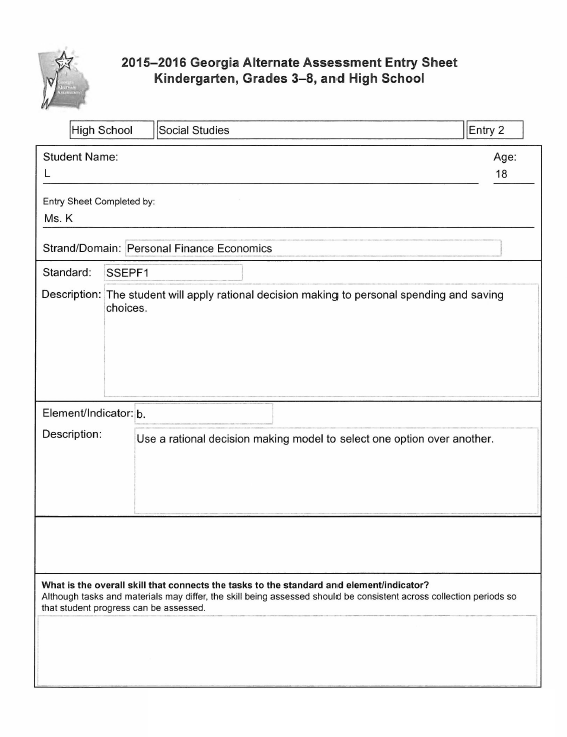 2015–2016 Georgia Alternate Assessment Entry Sheet
Kindergarten, Grades 3–8, and High School
High School
Social Studies
Entry 2
Student Name:
Age:
L
18
Entry Sheet Completed by:
Ms. K
Strand/Domain: Personal Finance Economics
Standard: SSEPF1
Description: The student will apply rational decision making to personal spending and saving
choices.
Element/Indicator: b.
Description: Use a rational decision making model to select one option over another.
What is the overall skill that connects the tasks to the standard and element/indicator?
Although tasks and materials may differ, the skill being assessed should be consistent across collection periods so
that student progress can be assessed.